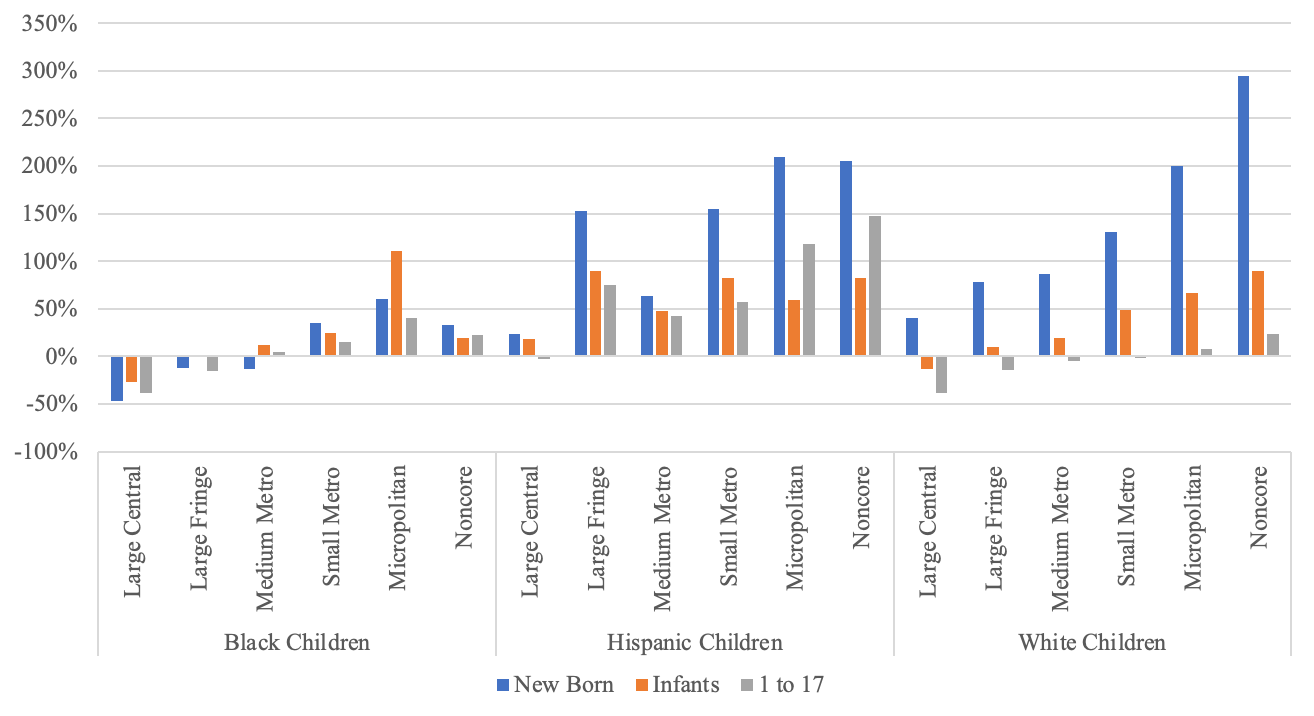 350%
300%
250%
200%
150%
100%
50%
0%
-50%
-100%
Large Central
Large Fringe
Medium Metro
Small Metro
Micropolitan
Noncore
Large Central
Large Fringe
Medium Metro
Small Metro
Micropolitan
Noncore
Large Central
Large Fringe
Medium Metro
Small Metro
Micropolitan
Noncore
Black Children
Hispanic Children
White Children
New Born
Infants
1 to 17